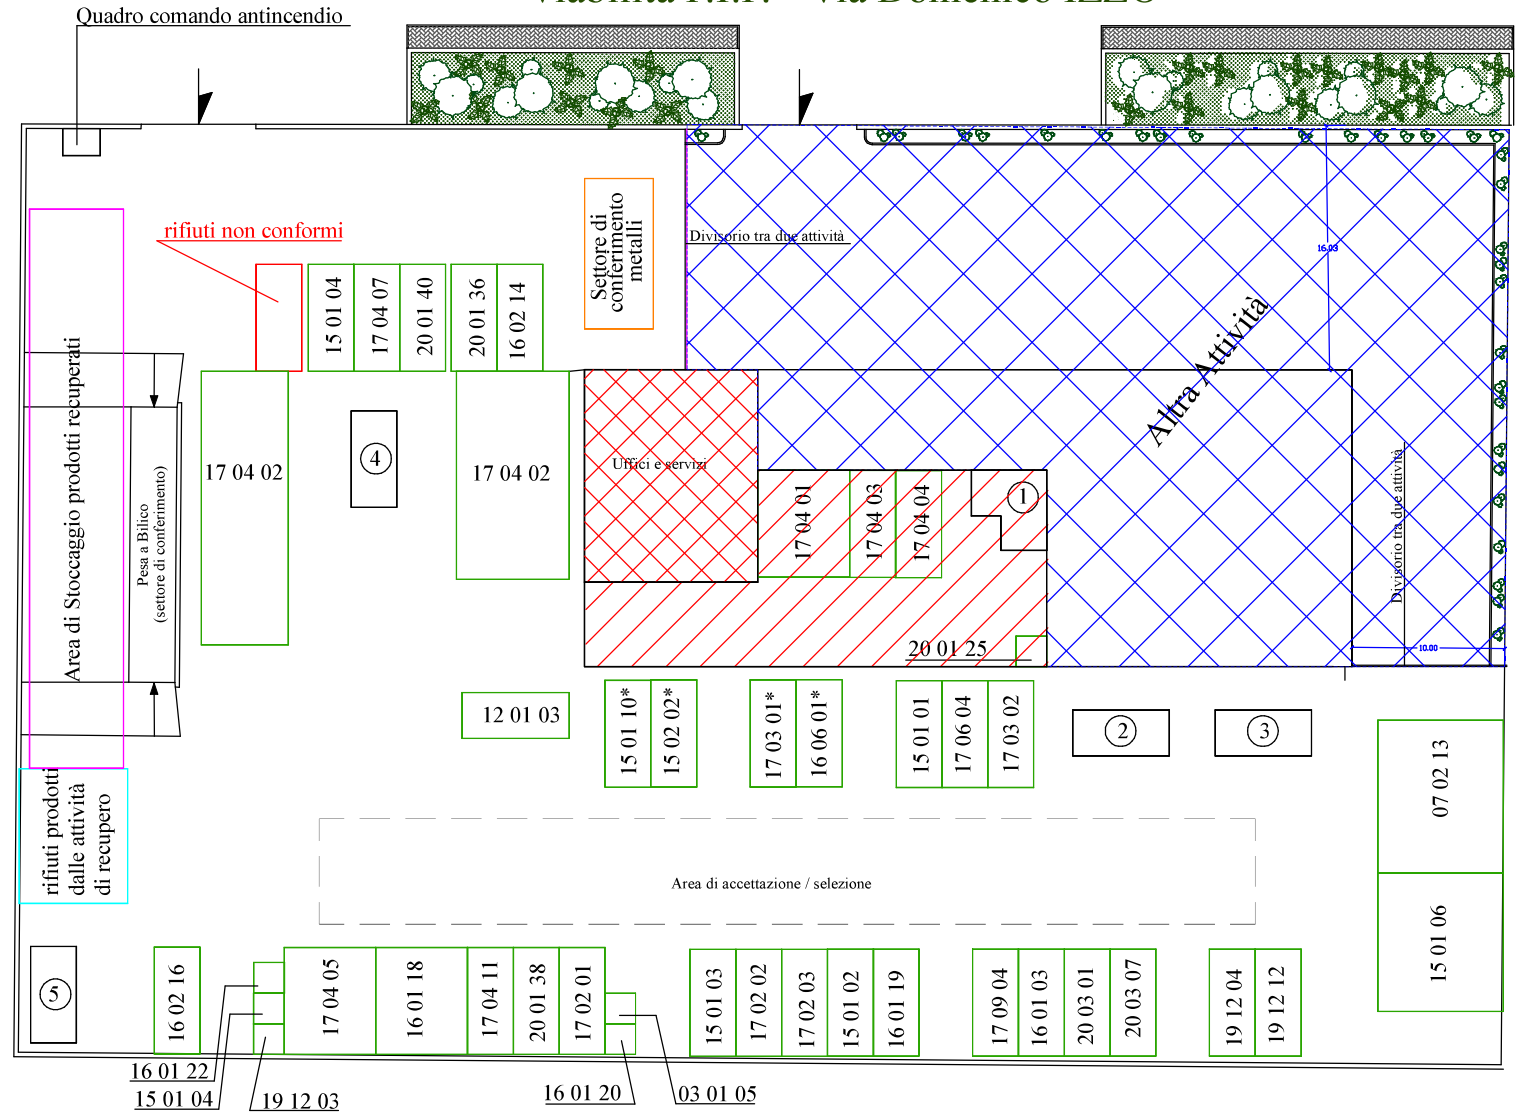 Viabilità P.I.P. - Via Domenico IZZO
Quadro comando antincendio
rifiuti non conformi
Settore di
conferimento
metalli
Divisorio tra due attività
16.03
15 01 04
17 04 07
20 01 40
20 01 36
16 02 14
Altra Attività
Area di Stoccaggio prodotti recuperati
Pesa a Bilico
(settore di conferimento)
17 04 02
4
17 04 02
Uffici e servizi
17 04 01
17 04 03
17 04 04
1
Divisorio tra due attività
20 01 25
10.00
12 01 03
15 01 10*
15 02 02*
17 03 01*
16 06 01*
15 01 01
17 06 04
17 03 02
2
3
07 02 13
rifiuti prodotti
dalle attività
di recupero
Area di accettazione / selezione
15 01 06
5
16 02 16
17 04 05
16 01 18
17 04 11
20 01 38
17 02 01
15 01 03
17 02 02
17 02 03
15 01 02
16 01 19
17 09 04
16 01 03
20 03 01
20 03 07
19 12 04
19 12 12
16 01 22
15 01 04
19 12 03
16 01 20
03 01 05